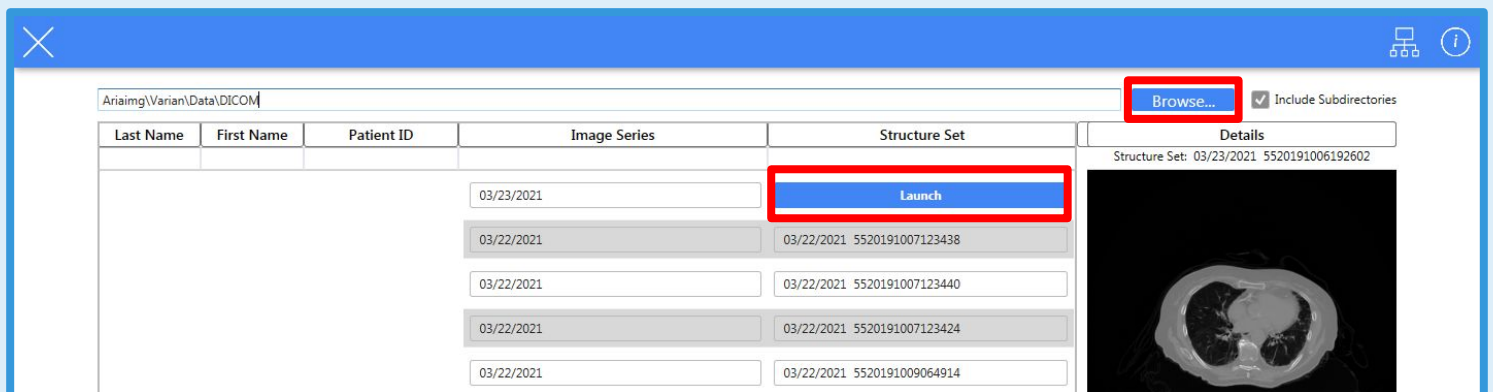 i
Ariaimg\Varian\Data\DICOM
Browse...
Include Subdirectories
Last Name First Name Patient ID Image Series Structure Set Details
Structure Set: 03/23/2021 5520191006192602
03/23/2021 Launch
03/22/2021 03/22/2021 5520191007123438
03/22/2021 03/22/2021 5520191007123440
03/22/2021 03/22/2021 5520191007123424
03/22/2021 03/22/2021 5520191009064914